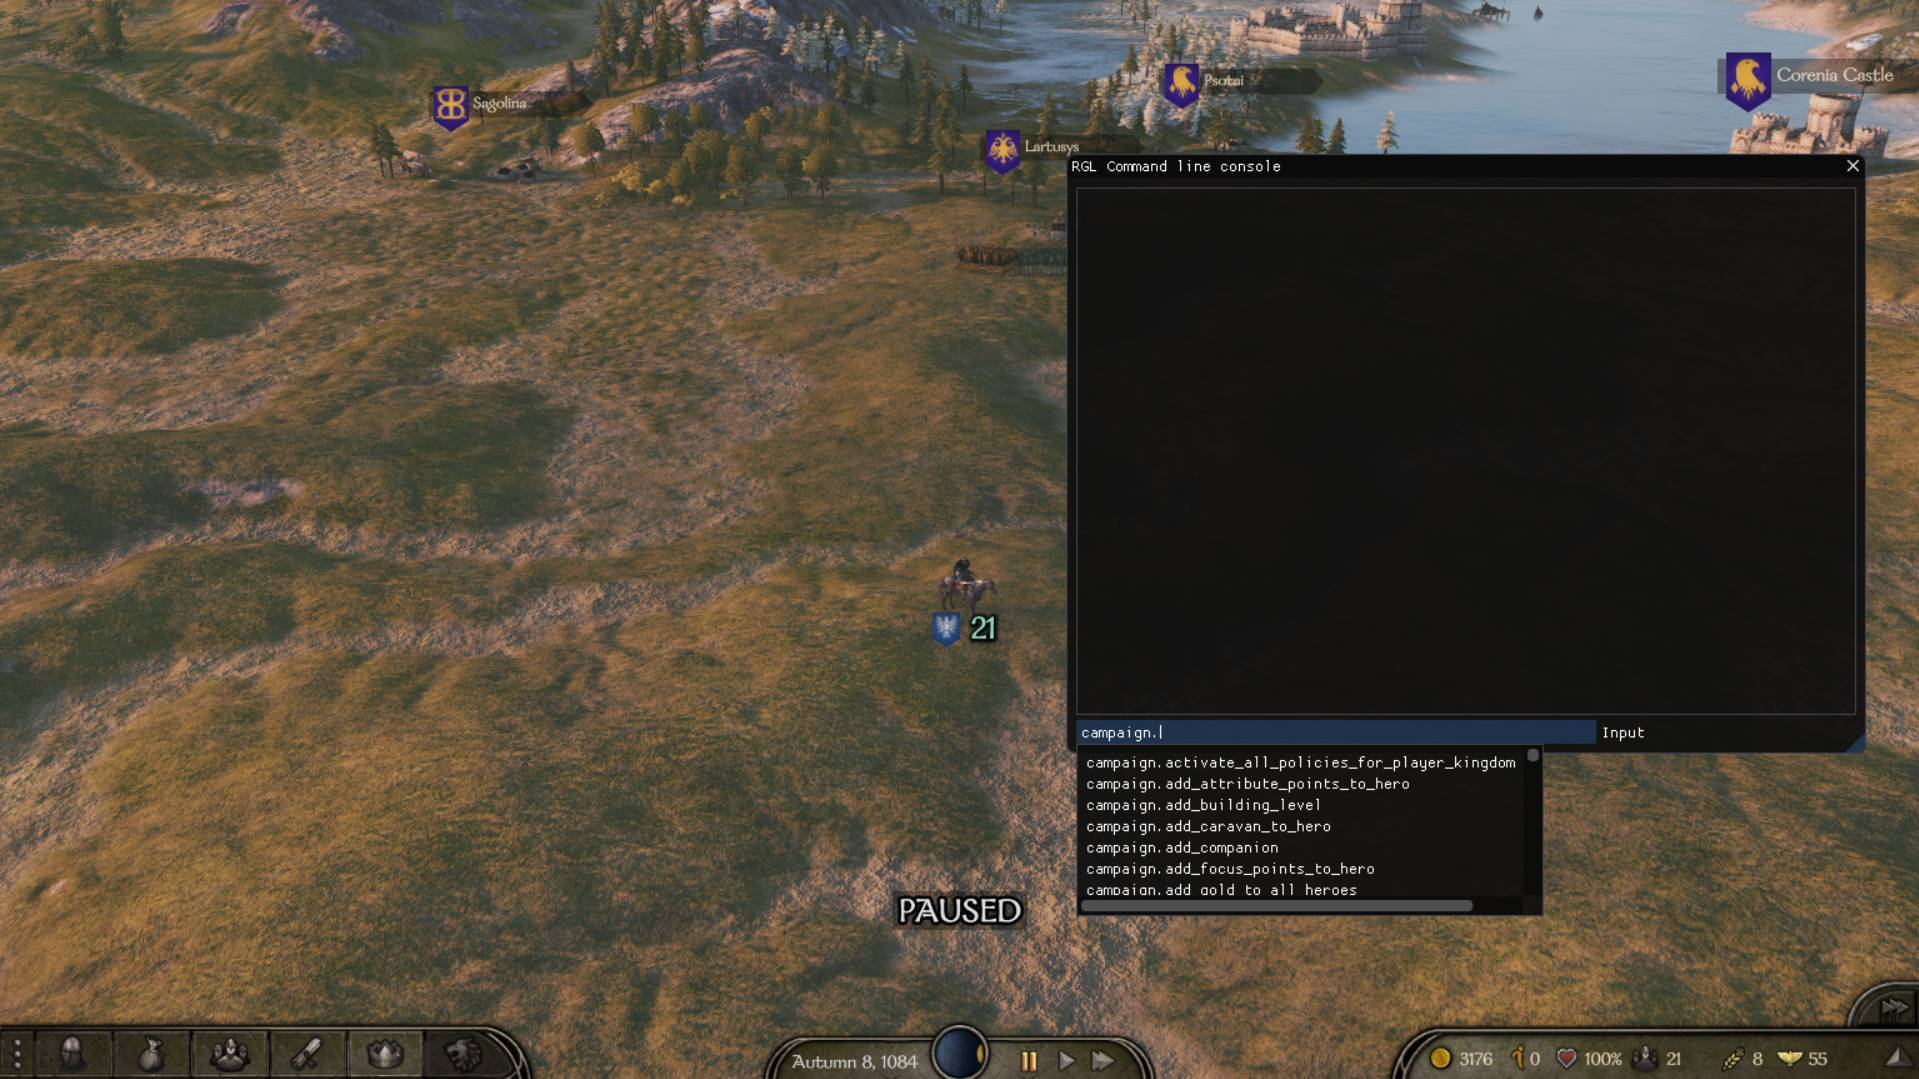 Sagolina
Psotai
Corenia Castle
Lartusys
RGL Command line console
21
campaign.
Input
campaign.activate_all_policies_for_player_kingdom
campaign.add_attribute_points_to_hero
campaign.add_building_level
campaign.add_caravan_to_hero
campaign.add_companion
campaign.add_focus_points_to_hero
campaign.add_gold_to_all_heroes
PAUSED
Autumn 8, 1084
3176 0 100% 21 8 55